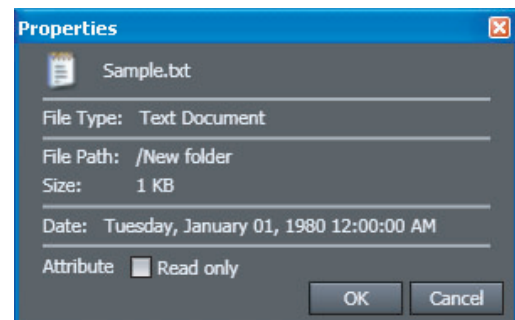 Properties
Sample.txt
File Type: Text Document
File Path: /New folder
Size: 1 KB
Date: Tuesday, January 01, 1980 12:00:00 AM
Attribute Read only
OK Cancel